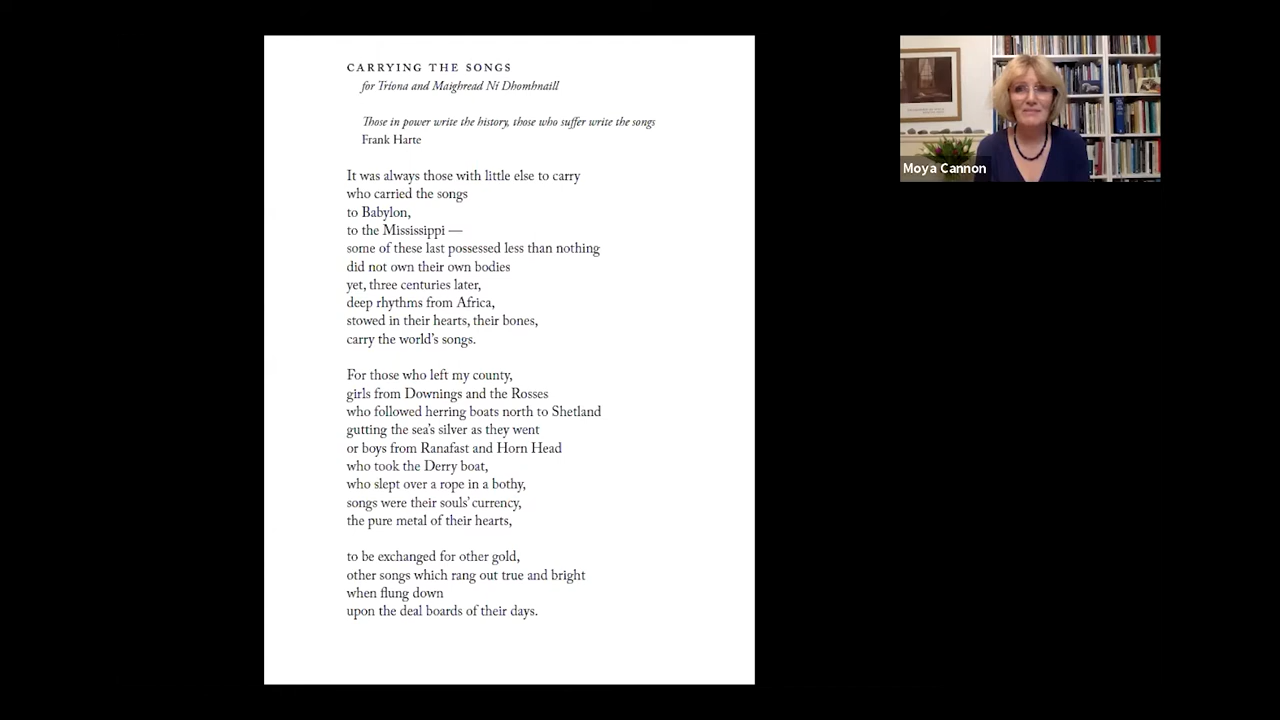 CARRYING THE SONGS
for Tríona and Maighread Ní Dhomhnaill
Those in power write the history, those who suffer write the songs
Frank Harte
It was always those with little else to carry
who carried the songs
to Babylon,
to the Mississippi —
some of these last possessed less than nothing
did not own their own bodies
yet, three centuries later,
deep rhythms from Africa,
stowed in their hearts, their bones,
carry the world's songs.
For those who left my county,
girls from Downings and the Rosses
who followed herring boats north to Shetland
gutting the sea's silver as they went
or boys from Ranafast and Horn Head
who took the Derry boat,
who slept over a rope in a bothy,
songs were their souls' currency,
the pure metal of their hearts,
to be exchanged for other gold,
other songs which rang out true and bright
when flung down
upon the deal boards of their days.
Moya Cannon